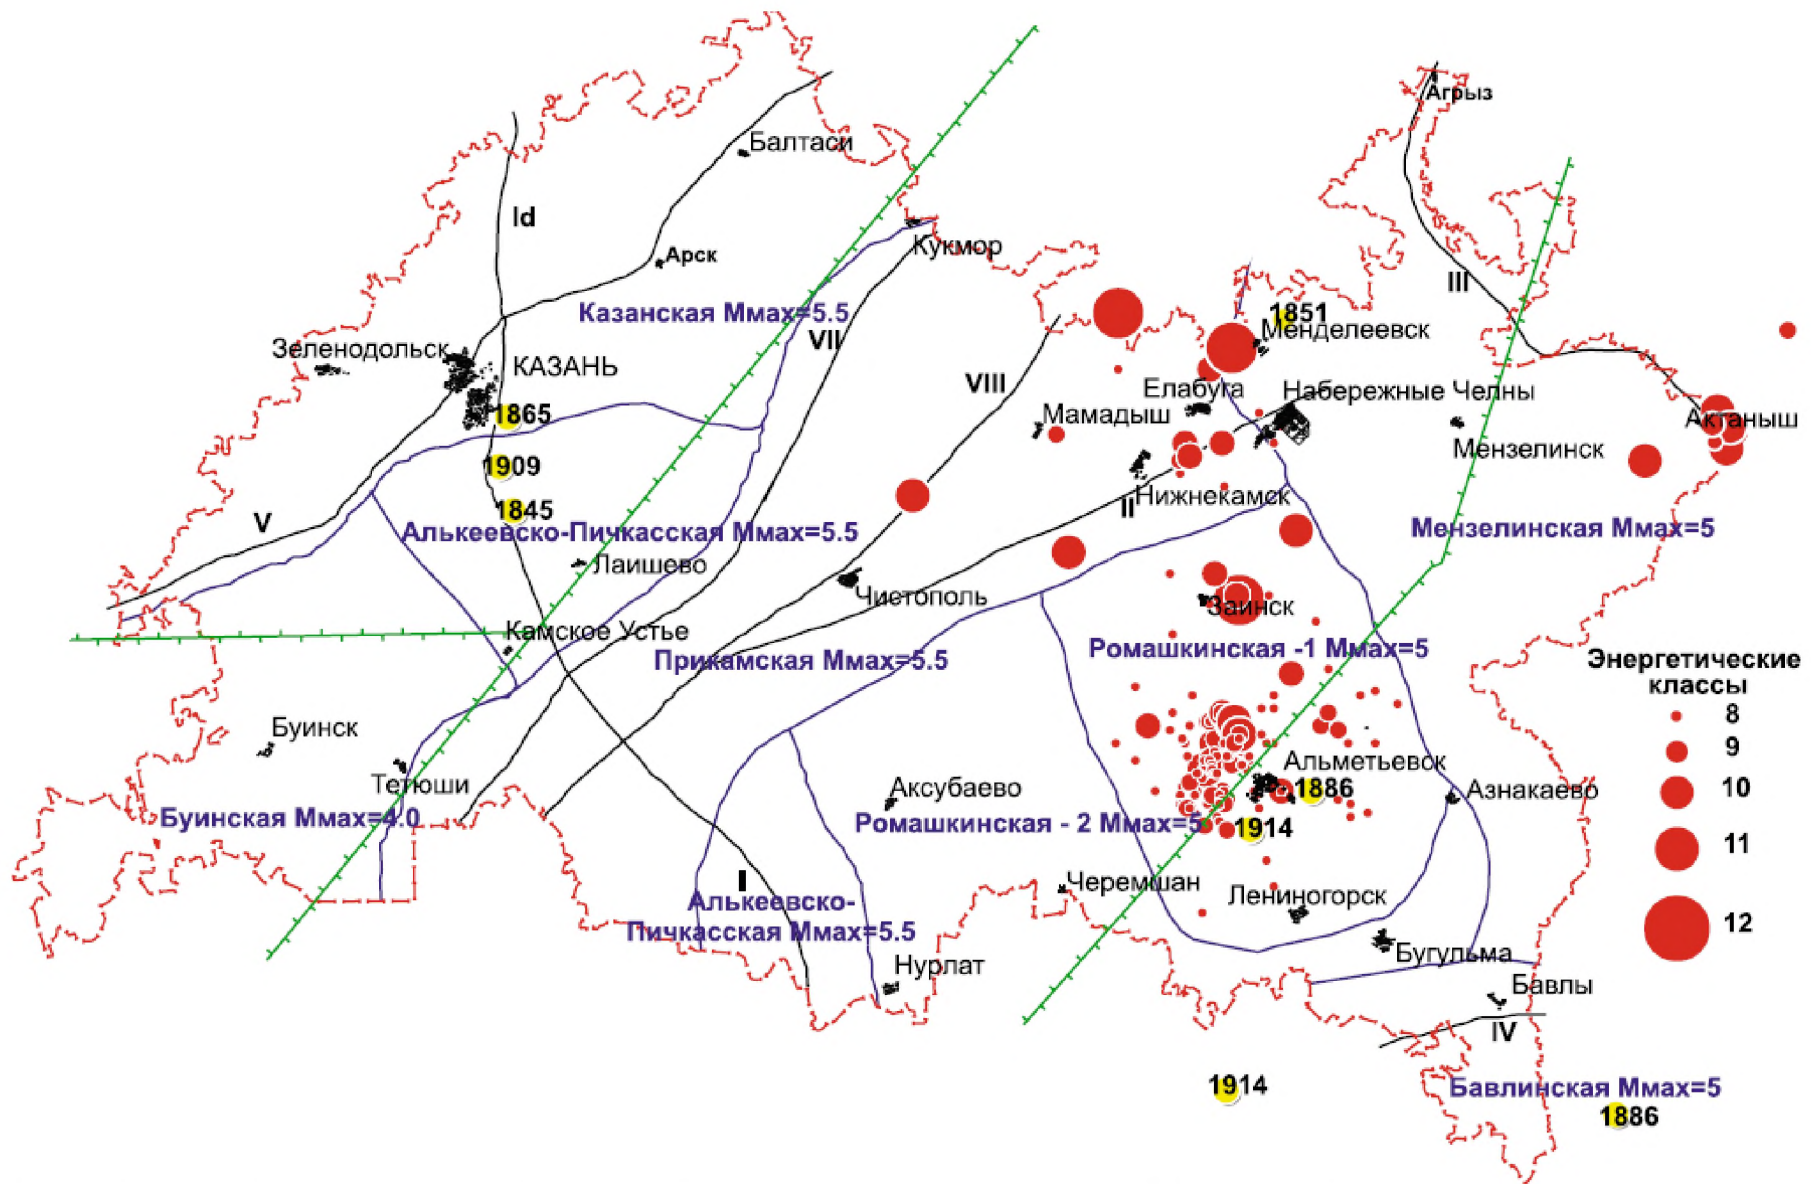 Агрыз
Балтаси
Id
Кукмор
Арск
III
Казанская Ммах=5.5
1851
Менделеевск
VII
Зеленодольск
КАЗАНЬ
VIII
Елабуга
Набережные Челны
1865
Мамадыш
Актаныш
Мензелинск
1909
Нижнекамск
II
1845
V
Алькеевско-Пичкасская Ммах=5.5
Мензелинская Ммах=5
Лаишево
Чистополь
Заинск
Камское Устье
Прикамская Ммах=5.5
Ромашкинская -1 Ммах=5
Энергетические
классы
8
Буинск
9
Альметьевск
Тетюши
Аксубаево
1886
Азнакаево
10
Буинская Ммах=4.0
Ромашкинская - 2 Ммах=5
1914
11
I
Черемшан
Алькеевско-
Лениногорск
Пичкасская Ммах=5.5
12
Бугульма
Нурлат
Бавлы
IV
1914
Бавлинская Ммах=5
1886